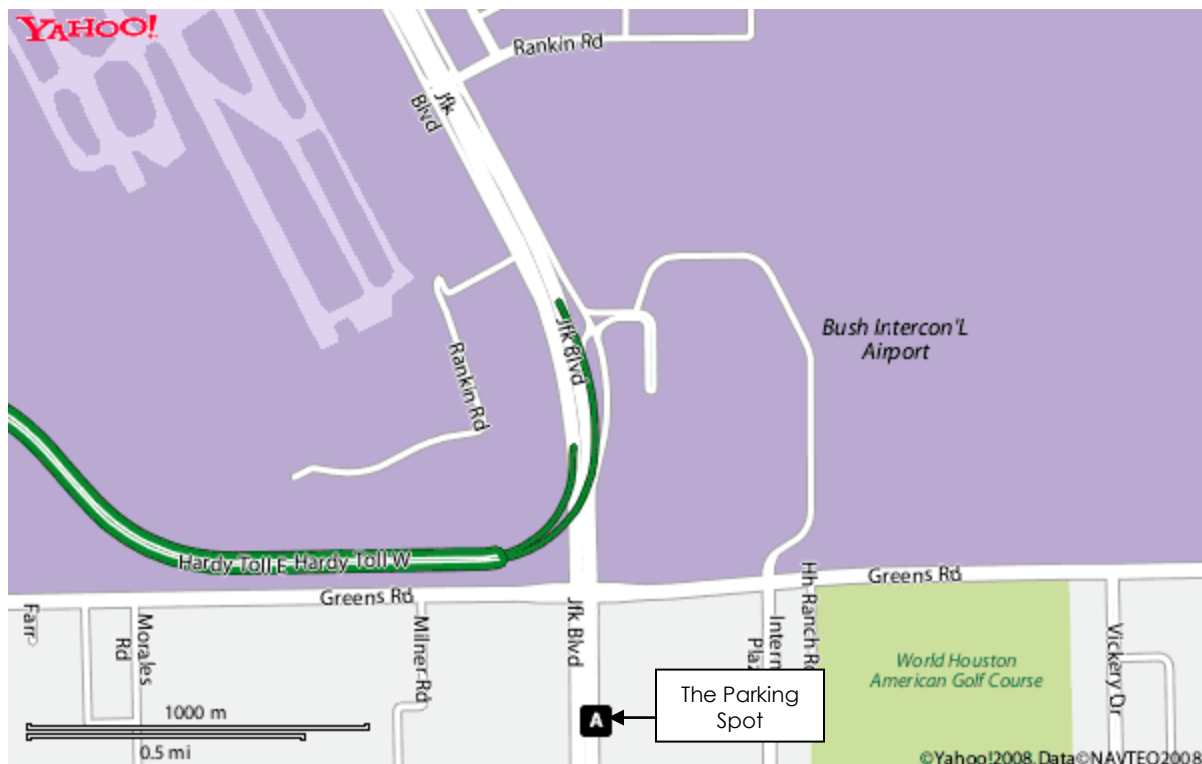 YAHOO!
Rankin Rd
Jfk
Blvd
Bush Intercon'L
Airport
Jfk Blvd
Rankin Rd
Hardy Toll E Hardy Toll W
Greens Rd
Greens Rd
Farr
Rd
Morales
Milner Rd
Jfk Blvd
Hh Ranch Rd
World Houston
American Golf Course
Vickery Dr
The Parking
Spot
A
1000 m
0.5 mi
©Yahoo!2008, Data©NAVTEQ2008